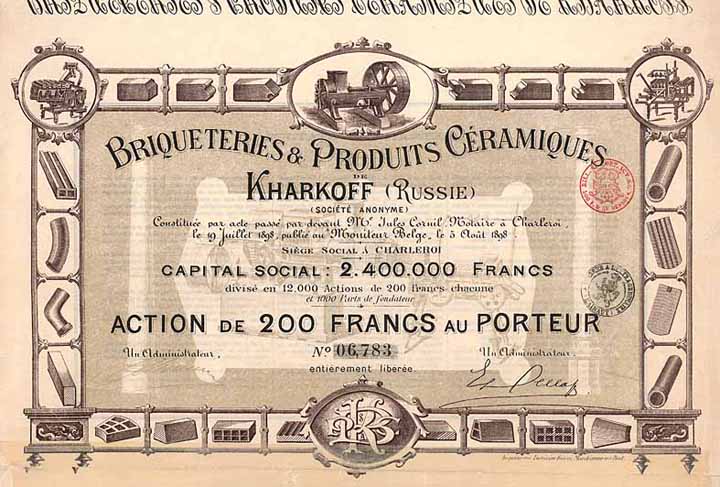 BRIQUETERIES & PRODUITS CÉRAMIQUES
DE
KHARKOFF (RUSSIE)
(SOCIÉTÉ ANONYME)
Constituée par acte passé par devant Mr. Jules Cornil, Notaire à Charleroi,
le 19 Juillet 1898, publié au Moniteur Belge, le 5 Août 1898.
SIÈGE SOCIAL À CHARLEROI
CAPITAL SOCIAL: 2.400.000 FRANCS
divisé en 12,000 Actions de 200 francs chacune
et 1000 Parts de fondateur
ACTION DE 200 FRANCS AU PORTEUR
Un Administrateur, No 06,783 Un Administrateur,
entièrement libérée